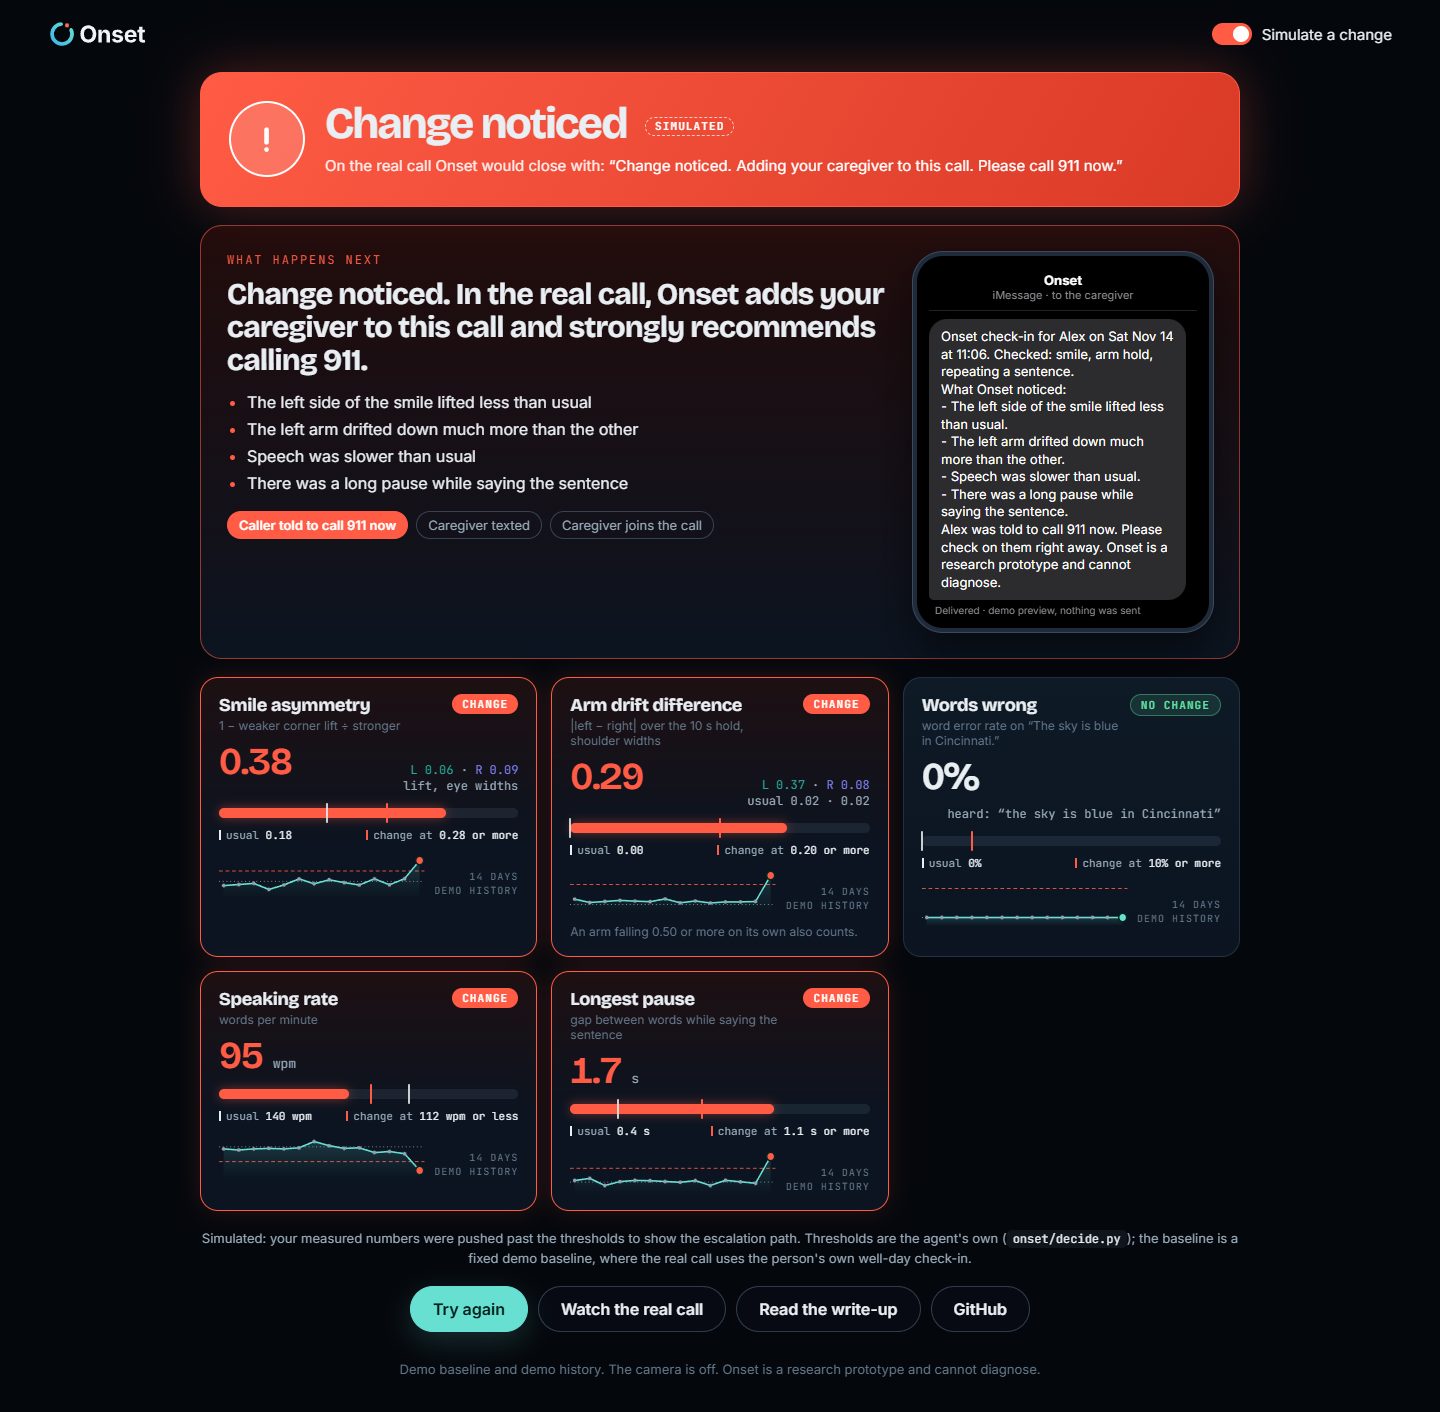 Onset
Simulate a change
!
Change noticed
SIMULATED
On the real call Onset would close with: "Change noticed. Adding your caregiver to this call. Please call 911 now."
WHAT HAPPENS NEXT
Change noticed. In the real call, Onset adds your
caregiver to this call and strongly recommends
calling 911.
• The left side of the smile lifted less than usual
• The left arm drifted down much more than the other
• Speech was slower than usual
• There was a long pause while saying the sentence
Caller told to call 911 now
Caregiver texted
Caregiver joins the call
Onset
iMessage · to the caregiver
Onset check-in for Alex on Sat Nov 14
at 11:06. Checked: smile, arm hold,
repeating a sentence.
What Onset noticed:
- The left side of the smile lifted less
than usual.
- The left arm drifted down much
more than the other.
- Speech was slower than usual.
- There was a long pause while
saying the sentence.
Alex was told to call 911 now. Please
check on them right away. Onset is a
research prototype and cannot
diagnose.
Delivered · demo preview, nothing was sent
Smile asymmetry
CHANGE
1 − weaker corner lift ÷ stronger
0.38
L 0.06 · R 0.09
lift, eye widths
usual 0.18
change at 0.28 or more
14 DAYS
DEMO HISTORY
Arm drift difference
CHANGE
|left − right| over the 10 s hold,
shoulder widths
0.29
L 0.37 · R 0.08
usual 0.02 · 0.02
usual 0.00
change at 0.20 or more
14 DAYS
DEMO HISTORY
An arm falling 0.50 or more on its own also counts.
Words wrong
NO CHANGE
word error rate on "The sky is blue
in Cincinnati."
0%
heard: "the sky is blue in Cincinnati"
usual 0%
change at 10% or more
14 DAYS
DEMO HISTORY
Speaking rate
CHANGE
words per minute
95 wpm
usual 140 wpm
change at 112 wpm or less
14 DAYS
DEMO HISTORY
Longest pause
CHANGE
gap between words while saying the
sentence
1.7 s
usual 0.4 s
change at 1.1 s or more
14 DAYS
DEMO HISTORY
Simulated: your measured numbers were pushed past the thresholds to show the escalation path. Thresholds are the agent's own ( onset/decide.py ); the baseline is a
fixed demo baseline, where the real call uses the person's own well-day check-in.
Try again
Watch the real call
Read the write-up
GitHub
Demo baseline and demo history. The camera is off. Onset is a research prototype and cannot diagnose.